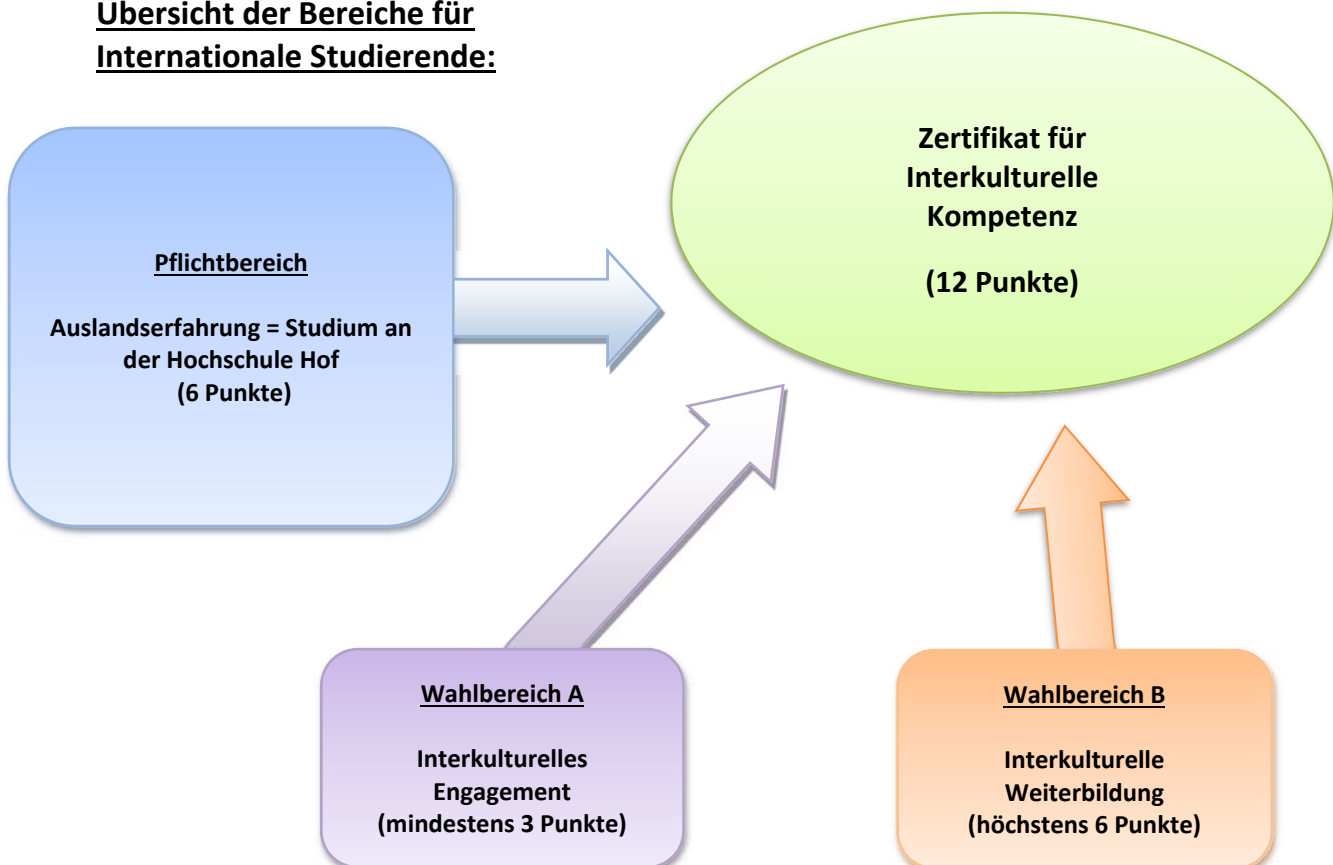 Übersicht der Bereiche für
Internationale Studierende:
Zertifikat für
Interkulturelle
Kompetenz
(12 Punkte)
Pflichtbereich
Auslandserfahrung = Studium an
der Hochschule Hof
(6 Punkte)
Wahlbereich A
Interkulturelles
Engagement
(mindestens 3 Punkte)
Wahlbereich B
Interkulturelle
Weiterbildung
(höchstens 6 Punkte)